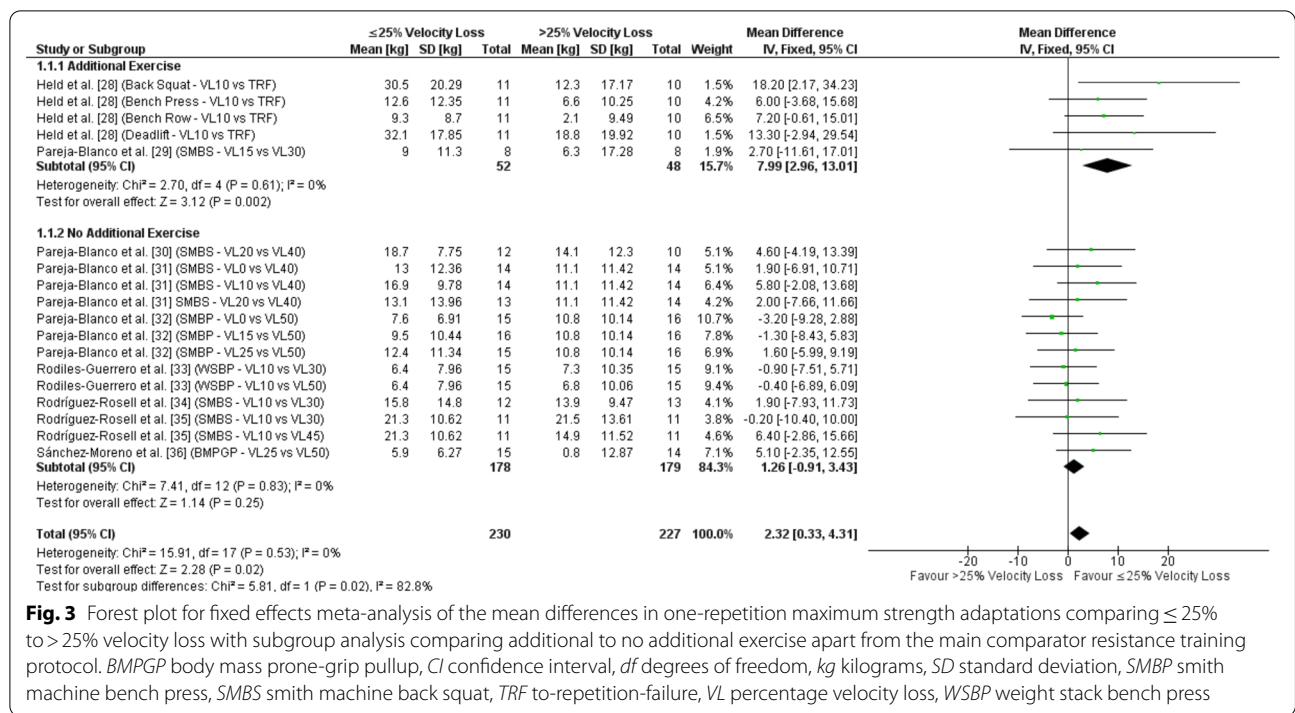 ≤25% Velocity Loss >25% Velocity Loss Mean Difference Mean Difference
Study or Subgroup Mean [kg] SD [kg] Total Mean [kg] SD [kg] Total Weight IV, Fixed, 95% CI IV, Fixed, 95% CI
1.1.1 Additional Exercise
Held et al. [28] (Back Squat - VL10 vs TRF) 30.5 20.29 11 12.3 17.17 10 1.5% 18.20 [2.17, 34.23]
Held et al. [28] (Bench Press - VL10 vs TRF) 12.6 12.35 11 6.6 10.25 10 4.2% 6.00 [-3.68, 15.68]
Held et al. [28] (Bench Row - VL10 vs TRF) 9.3 8.7 11 2.1 9.49 10 6.5% 7.20 [-0.61, 15.01]
Held et al. [28] (Deadlift - VL10 vs TRF) 32.1 17.85 11 18.8 19.92 10 1.5% 13.30 [-2.94, 29.54]
Pareja-Blanco et al. [29] (SMBS - VL15 vs VL30) 9 11.3 8 6.3 17.28 8 1.9% 2.70 [-11.61, 17.01]
Subtotal (95% CI) 52 48 15.7% 7.99 [2.96, 13.01]
Heterogeneity: Chi² = 2.70, df = 4 (P = 0.61); I² = 0%
Test for overall effect: Z = 3.12 (P = 0.002)
1.1.2 No Additional Exercise
Pareja-Blanco et al. [30] (SMBS - VL20 vs VL40) 18.7 7.75 12 14.1 12.3 10 5.1% 4.60 [-4.19, 13.39]
Pareja-Blanco et al. [31] (SMBS - VL0 vs VL40) 13 12.36 14 11.1 11.42 14 5.1% 1.90 [-6.91, 10.71]
Pareja-Blanco et al. [31] (SMBS - VL10 vs VL40) 16.9 9.78 14 11.1 11.42 14 6.4% 5.80 [-2.08, 13.68]
Pareja-Blanco et al. [31] SMBS - VL20 vs VL40) 13.1 13.96 13 11.1 11.42 14 4.2% 2.00 [-7.66, 11.66]
Pareja-Blanco et al. [32] (SMBP - VL0 vs VL50) 7.6 6.91 15 10.8 10.14 16 10.7% -3.20 [-9.28, 2.88]
Pareja-Blanco et al. [32] (SMBP - VL15 vs VL50) 9.5 10.44 16 10.8 10.14 16 7.8% -1.30 [-8.43, 5.83]
Pareja-Blanco et al. [32] (SMBP - VL25 vs VL50) 12.4 11.34 15 10.8 10.14 16 6.9% 1.60 [-5.99, 9.19]
Rodiles-Guerrero et al. [33] (WSBP - VL10 vs VL30) 6.4 7.96 15 7.3 10.35 15 9.1% -0.90 [-7.51, 5.71]
Rodiles-Guerrero et al. [33] (WSBP - VL10 vs VL50) 6.4 7.96 15 6.8 10.06 15 9.4% -0.40 [-6.89, 6.09]
Rodríguez-Rosell et al. [34] (SMBS - VL10 vs VL30) 15.8 14.8 12 13.9 9.47 13 4.1% 1.90 [-7.93, 11.73]
Rodríguez-Rosell et al. [35] (SMBS - VL10 vs VL30) 21.3 10.62 11 21.5 13.61 11 3.8% -0.20 [-10.40, 10.00]
Rodríguez-Rosell et al. [35] (SMBS - VL10 vs VL45) 21.3 10.62 11 14.9 11.52 11 4.6% 6.40 [-2.86, 15.66]
Sánchez-Moreno et al. [36] (BMPGP - VL25 vs VL50) 5.9 6.27 15 0.8 12.87 14 7.1% 5.10 [-2.35, 12.55]
Subtotal (95% CI) 178 179 84.3% 1.26 [-0.91, 3.43]
Heterogeneity: Chi² = 7.41, df = 12 (P = 0.83); I² = 0%
Test for overall effect: Z = 1.14 (P = 0.25)
Total (95% CI) 230 227 100.0% 2.32 [0.33, 4.31]
Heterogeneity: Chi² = 15.91, df = 17 (P = 0.53); I² = 0%
Test for overall effect: Z = 2.28 (P = 0.02)
Test for subgroup differences: Chi² = 5.81, df = 1 (P = 0.02), I² = 82.8%
-20 -10 0 10 20
Favour >25% Velocity Loss Favour ≤25% Velocity Loss
Fig. 3 Forest plot for fixed effects meta-analysis of the mean differences in one-repetition maximum strength adaptations comparing ≤ 25%
to > 25% velocity loss with subgroup analysis comparing additional to no additional exercise apart from the main comparator resistance training
protocol. BMPGP body mass prone-grip pullup, CI confidence interval, df degrees of freedom, kg kilograms, SD standard deviation, SMBP smith
machine bench press, SMBS smith machine back squat, TRF to-repetition-failure, VL percentage velocity loss, WSBP weight stack bench press